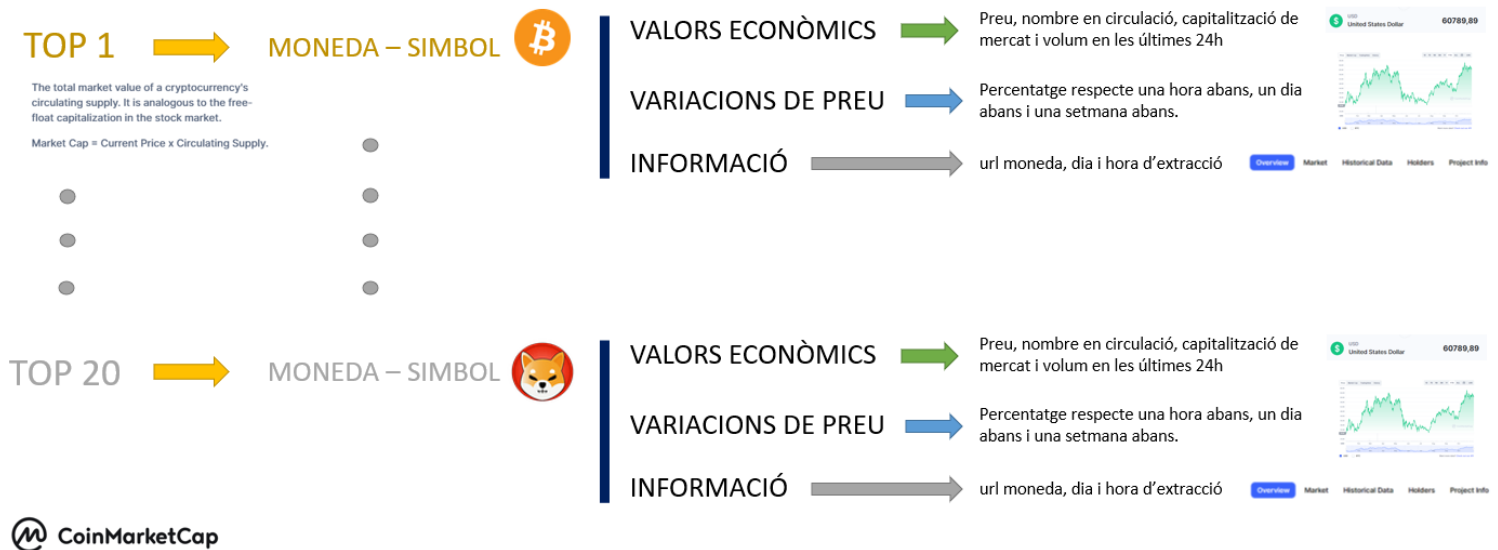 TOP 1
MONEDA – SIMBOL
The total market value of a cryptocurrency's
circulating supply. It is analogous to the free-
float capitalization in the stock market.
Market Cap = Current Price x Circulating Supply.
VALORS ECONÒMICS
Preu, nombre en circulació, capitalització de
mercat i volum en les últimes 24h
USD
United States Dollar
60789,89
VARIACIONS DE PREU
Percentatge respecte una hora abans, un dia
abans i una setmana abans.
INFORMACIÓ
url moneda, dia i hora d'extracció
Overview Market Historical Data Holders Project Info
TOP 20
MONEDA – SIMBOL
VALORS ECONÒMICS
Preu, nombre en circulació, capitalització de
mercat i volum en les últimes 24h
USD
United States Dollar
60789,89
VARIACIONS DE PREU
Percentatge respecte una hora abans, un dia
abans i una setmana abans.
INFORMACIÓ
url moneda, dia i hora d'extracció
Overview Market Historical Data Holders Project Info
CoinMarketCap